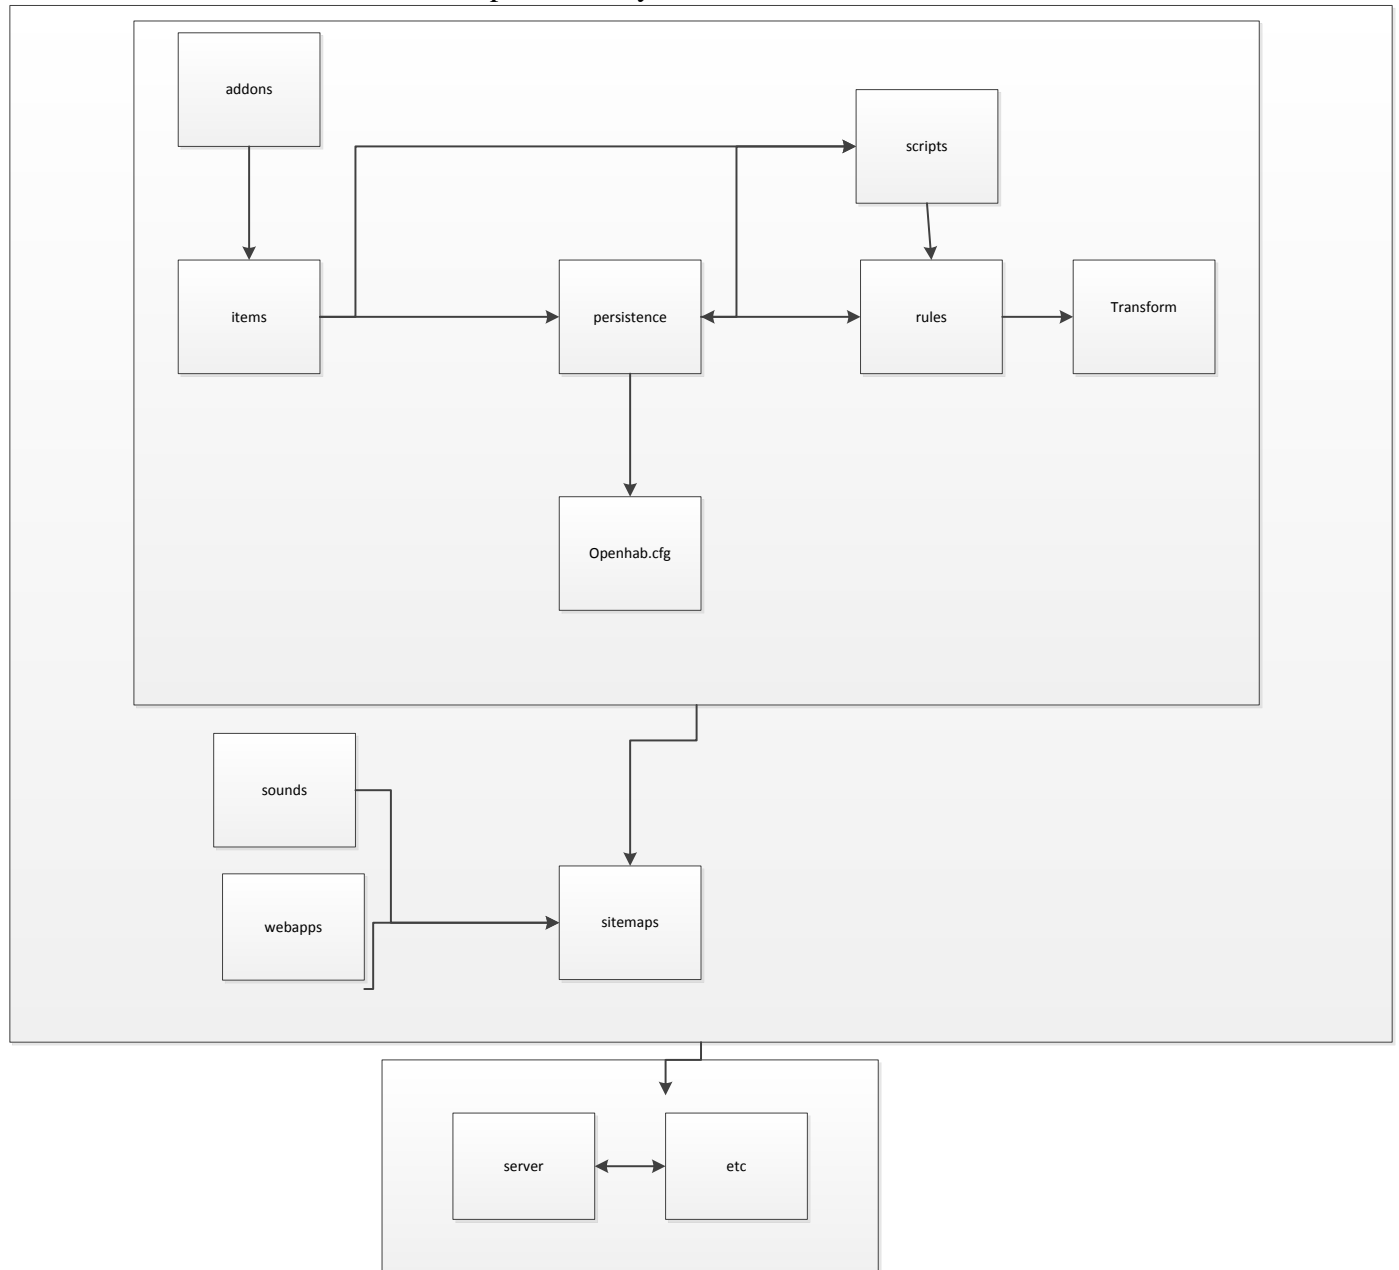 addons
scripts
items
persistence
rules
Transform
Openhab.cfg
sounds
webapps
sitemaps
server
etc